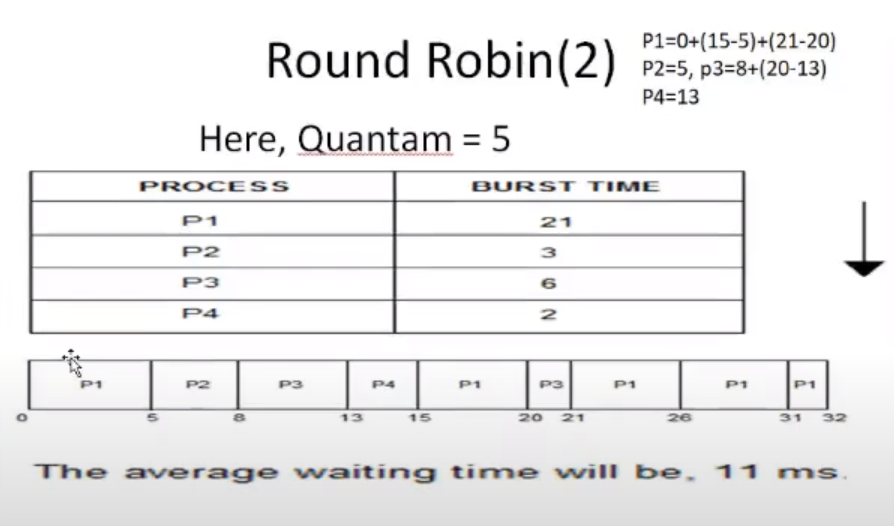 Round Robin(2)
P1=0+(15-5)+(21-20)
P2=5, p3=8+(20-13)
P4=13
Here, Quantam = 5
PROCESS BURST TIME
P1 21
P2 3
P3 6
P4 2
P1 P2 P3 P4 P1 P3 P1 P1 P1
0 5 8 13 15 20 21 26 31 32
The average waiting time will be, 11 ms.